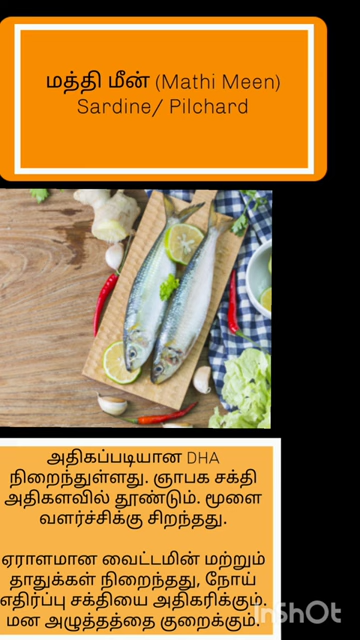 மத்தி மீன் (Mathi Meen)
Sardine/ Pilchard
அதிகப்படியான DHA
நிறைந்துள்ளது. ஞாபக சக்தி
அதிகளவில் தூண்டும். மூளை
வளர்ச்சிக்கு சிறந்தது.
ஏராளமான வைட்டமின் மற்றும்
தாதுக்கள் நிறைந்தது, நோய்
எதிர்ப்பு சக்தியை அதிகரிக்கும்.
மன அழுத்தத்தை குறைக்கும்.
InShOt